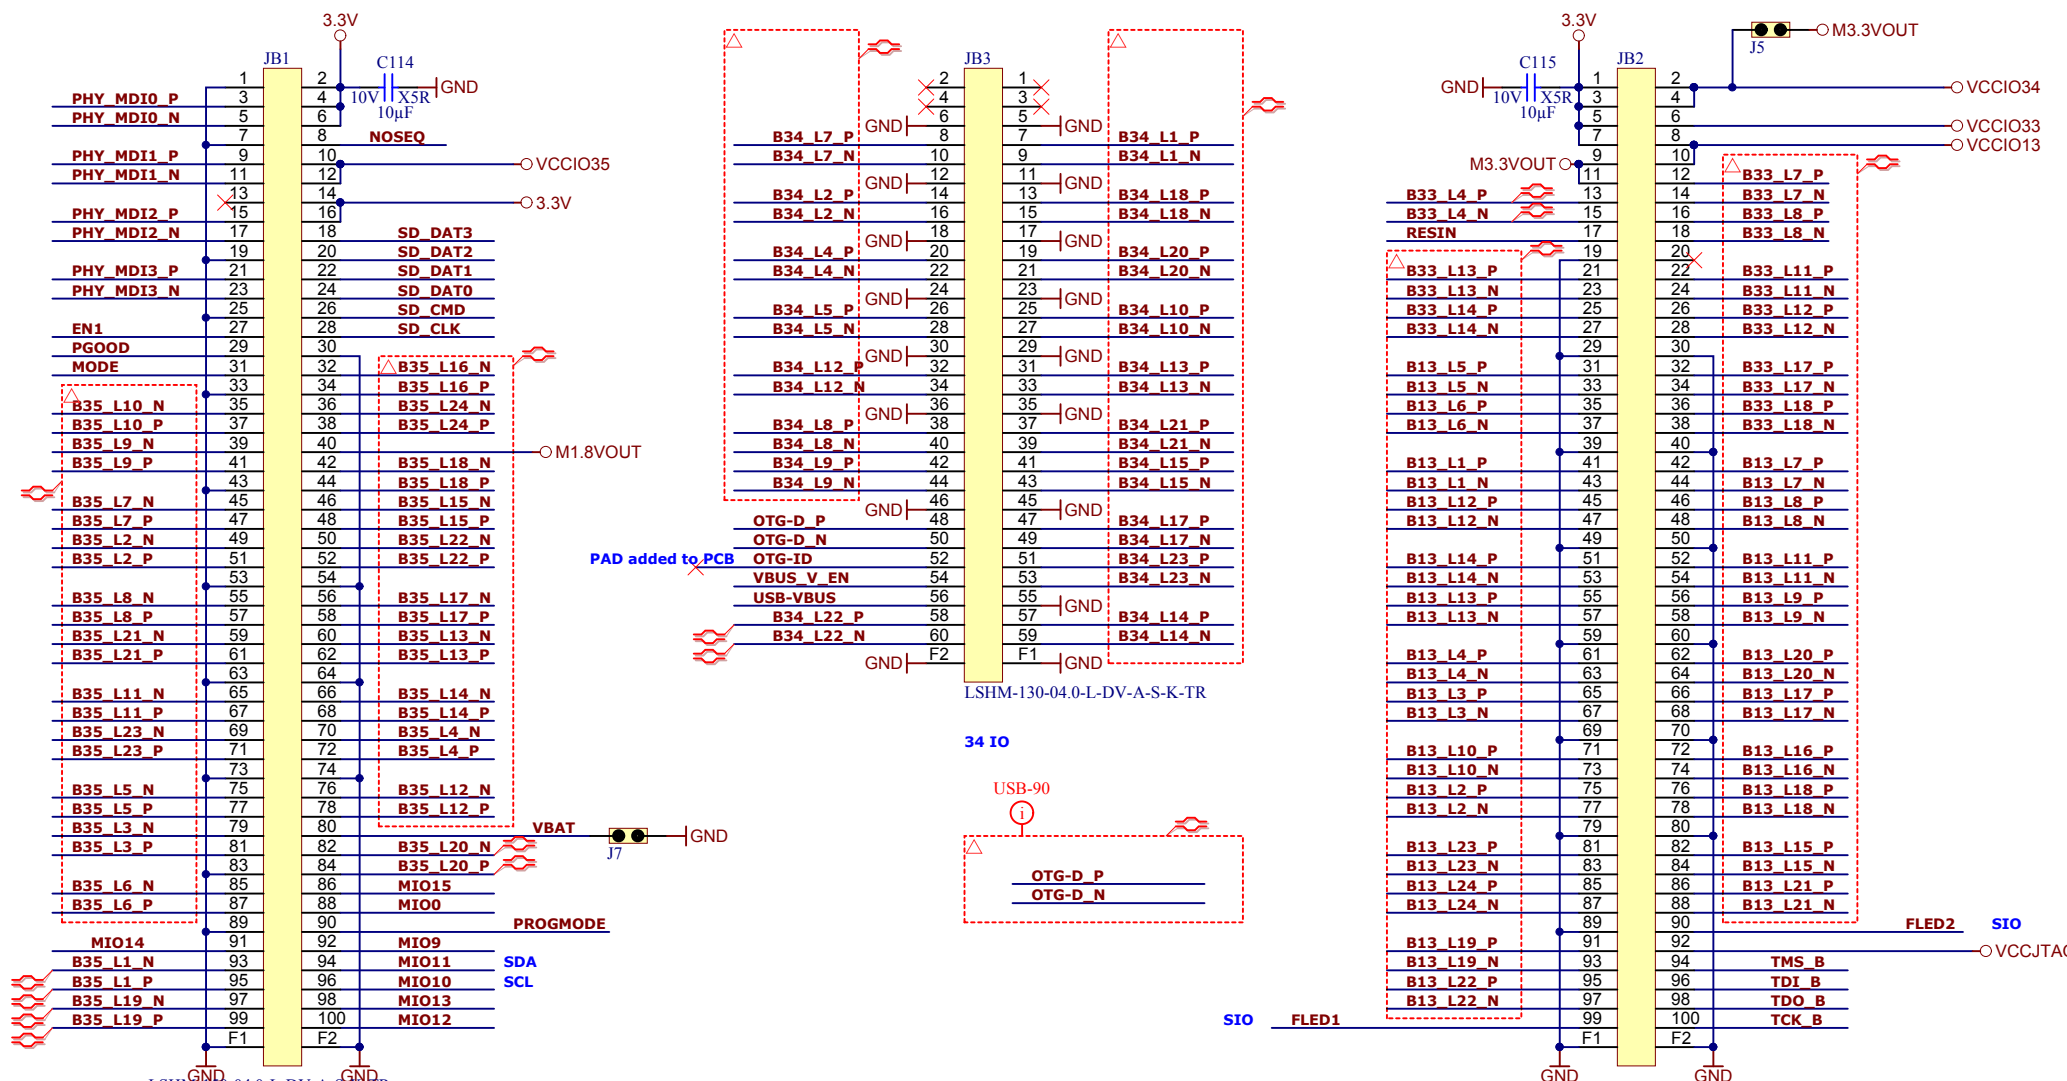 3.3V
JB1
C114
10V X5R
10µF
GND
1 2
PHY_MDI0_P 3 4
PHY_MDI0_N 5 6
7 8 NOSEQ
PHY_MDI1_P 9 10 VCCIO35
PHY_MDI1_N 11 12
13 14 3.3V
PHY_MDI2_P 15 16
PHY_MDI2_N 17 18 SD_DAT3
19 20 SD_DAT2
PHY_MDI3_P 21 22 SD_DAT1
PHY_MDI3_N 23 24 SD_DAT0
25 26 SD_CMD
EN1 27 28 SD_CLK
PGOOD 29 30
MODE 31 32 B35_L16_N
33 34 B35_L16_P
B35_L10_N 35 36 B35_L24_N
B35_L10_P 37 38 B35_L24_P
B35_L9_N 39 40 M1.8VOUT
B35_L9_P 41 42 B35_L18_N
43 44 B35_L18_P
B35_L7_N 45 46 B35_L15_N
B35_L7_P 47 48 B35_L15_P
B35_L2_N 49 50 B35_L22_N
B35_L2_P 51 52 B35_L22_P
53 54
B35_L8_N 55 56 B35_L17_N
B35_L8_P 57 58 B35_L17_P
B35_L21_N 59 60 B35_L13_N
B35_L21_P 61 62 B35_L13_P
63 64
B35_L11_N 65 66 B35_L14_N
B35_L11_P 67 68 B35_L14_P
B35_L23_N 69 70 B35_L4_N
B35_L23_P 71 72 B35_L4_P
73 74
B35_L5_N 75 76 B35_L12_N
B35_L5_P 77 78 B35_L12_P
B35_L3_N 79 80 VBAT J7 GND
B35_L3_P 81 82 B35_L20_N
83 84 B35_L20_P
B35_L6_N 85 86 MIO15
B35_L6_P 87 88 MIO0
89 90 PROGMODE
MIO14 91 92 MIO9
B35_L1_N 93 94 MIO11 SDA
B35_L1_P 95 96 MIO10 SCL
B35_L19_N 97 98 MIO13
B35_L19_P 99 100 MIO12
F1 F2
GND GND
JB3
2 1
4 3
GND 6 5 GND
B34_L7_P 8 7 B34_L1_P
B34_L7_N 10 9 B34_L1_N
GND 12 11 GND
B34_L2_P 14 13 B34_L18_P
B34_L2_N 16 15 B34_L18_N
GND 18 17 GND
B34_L4_P 20 19 B34_L20_P
B34_L4_N 22 21 B34_L20_N
GND 24 23 GND
B34_L5_P 26 25 B34_L10_P
B34_L5_N 28 27 B34_L10_N
GND 30 29 GND
B34_L12_P 32 31 B34_L13_P
B34_L12_N 34 33 B34_L13_N
GND 36 35 GND
B34_L8_P 38 37 B34_L21_P
B34_L8_N 40 39 B34_L21_N
B34_L9_P 42 41 B34_L15_P
B34_L9_N 44 43 B34_L15_N
GND 46 45 GND
OTG-D_P 48 47 B34_L17_P
OTG-D_N 50 49 B34_L17_N
PAD added to PCB OTG-ID 52 51 B34_L23_P
VBUS_V_EN 54 53 B34_L23_N
USB-VBUS 56 55 GND
B34_L22_P 58 57 B34_L14_P
B34_L22_N 60 59 B34_L14_N
GND F2 F1 GND
LSHM-130-04.0-L-DV-A-S-K-TR
34 IO
USB-90
i
OTG-D_P
OTG-D_N
3.3V
JB2
J5 M3.3VOUT
C115
GND 10V X5R
10µF
1 2 VCCIO34
3 4
5 6 VCCIO33
7 8 VCCIO13
M3.3VOUT 9 10
11 12 B33_L7_P
B33_L4_P 13 14 B33_L7_N
B33_L4_N 15 16 B33_L8_P
RESIN 17 18 B33_L8_N
19 20
B33_L13_P 21 22 B33_L11_P
B33_L13_N 23 24 B33_L11_N
B33_L14_P 25 26 B33_L12_P
B33_L14_N 27 28 B33_L12_N
29 30
B13_L5_P 31 32 B33_L17_P
B13_L5_N 33 34 B33_L17_N
B13_L6_P 35 36 B33_L18_P
B13_L6_N 37 38 B33_L18_N
39 40
B13_L1_P 41 42 B13_L7_P
B13_L1_N 43 44 B13_L7_N
B13_L12_P 45 46 B13_L8_P
B13_L12_N 47 48 B13_L8_N
49 50
B13_L14_P 51 52 B13_L11_P
B13_L14_N 53 54 B13_L11_N
B13_L13_P 55 56 B13_L9_P
B13_L13_N 57 58 B13_L9_N
59 60
B13_L4_P 61 62 B13_L20_P
B13_L4_N 63 64 B13_L20_N
B13_L3_P 65 66 B13_L17_P
B13_L3_N 67 68 B13_L17_N
69 70
B13_L10_P 71 72 B13_L16_P
B13_L10_N 73 74 B13_L16_N
B13_L2_P 75 76 B13_L18_P
B13_L2_N 77 78 B13_L18_N
79 80
B13_L23_P 81 82 B13_L15_P
B13_L23_N 83 84 B13_L15_N
B13_L24_P 85 86 B13_L21_P
B13_L24_N 87 88 B13_L21_N
89 90 FLED2 SIO
B13_L19_P 91 92 VCCJTAG
B13_L19_N 93 94 TMS_B
B13_L22_P 95 96 TDI_B
B13_L22_N 97 98 TDO_B
SIO FLED1 99 100 TCK_B
F1 F2
GND GND